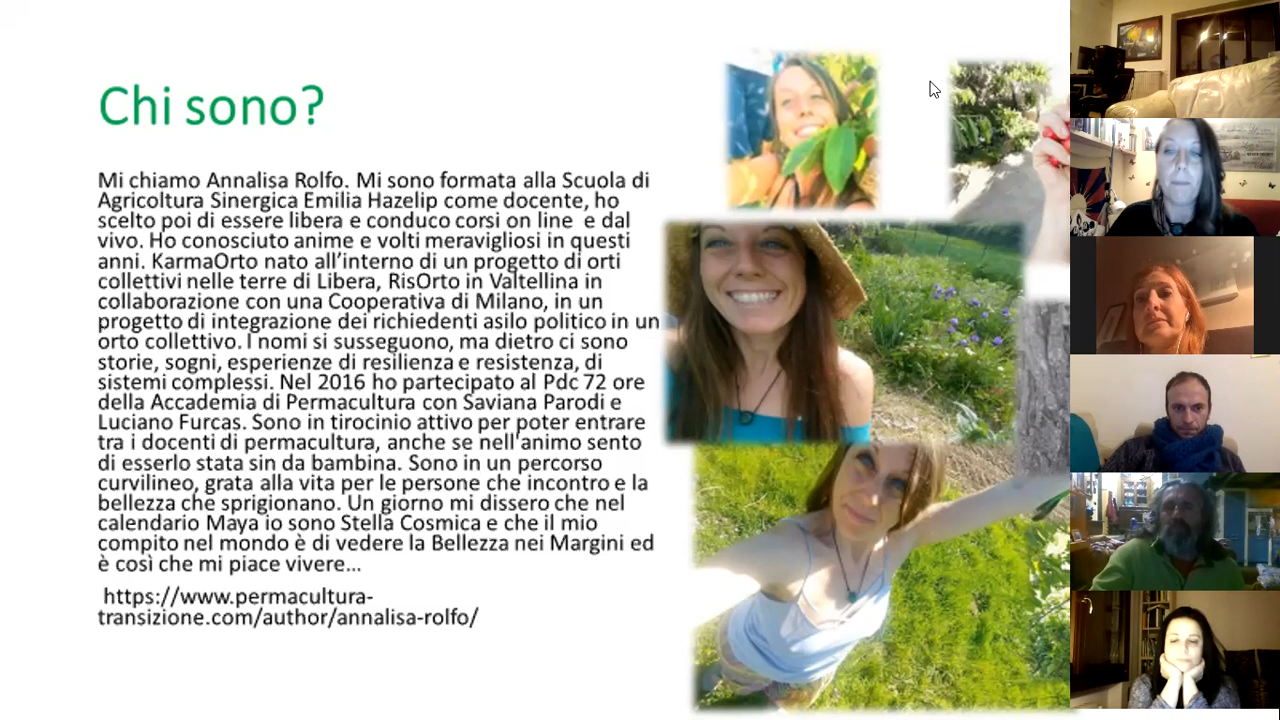 Chi sono?
Mi chiamo Annalisa Rolfo. Mi sono formata alla Scuola di
Agricoltura Sinergica Emilia Hazelip come docente, ho
scelto poi di essere libera e conduco corsi on line e dal
vivo. Ho conosciuto anime e volti meravigliosi in questi
anni. KarmaOrto nato all'interno di un progetto di orti
collettivi nelle terre di Libera, RisOrto in Valtellina in
collaborazione con una Cooperativa di Milano, in un
progetto di integrazione dei richiedenti asilo politico in un
orto collettivo. I nomi si susseguono, ma dietro ci sono
storie, sogni, esperienze di resilienza e resistenza, di
sistemi complessi. Nel 2016 ho partecipato al Pdc 72 ore
della Accademia di Permacultura con Saviana Parodi e
Luciano Furcas. Sono in tirocinio attivo per poter entrare
tra i docenti di permacultura, anche se nell'animo sento
di esserlo stata sin da bambina. Sono in un percorso
curvilineo, grata alla vita per le persone che incontro e la
bellezza che sprigionano. Un giorno mi dissero che nel
calendario Maya io sono Stella Cosmica e che il mio
compito nel mondo è di vedere la Bellezza nei Margini ed
è così che mi piace vivere...
https://www.permacultura-
transizione.com/author/annalisa-rolfo/